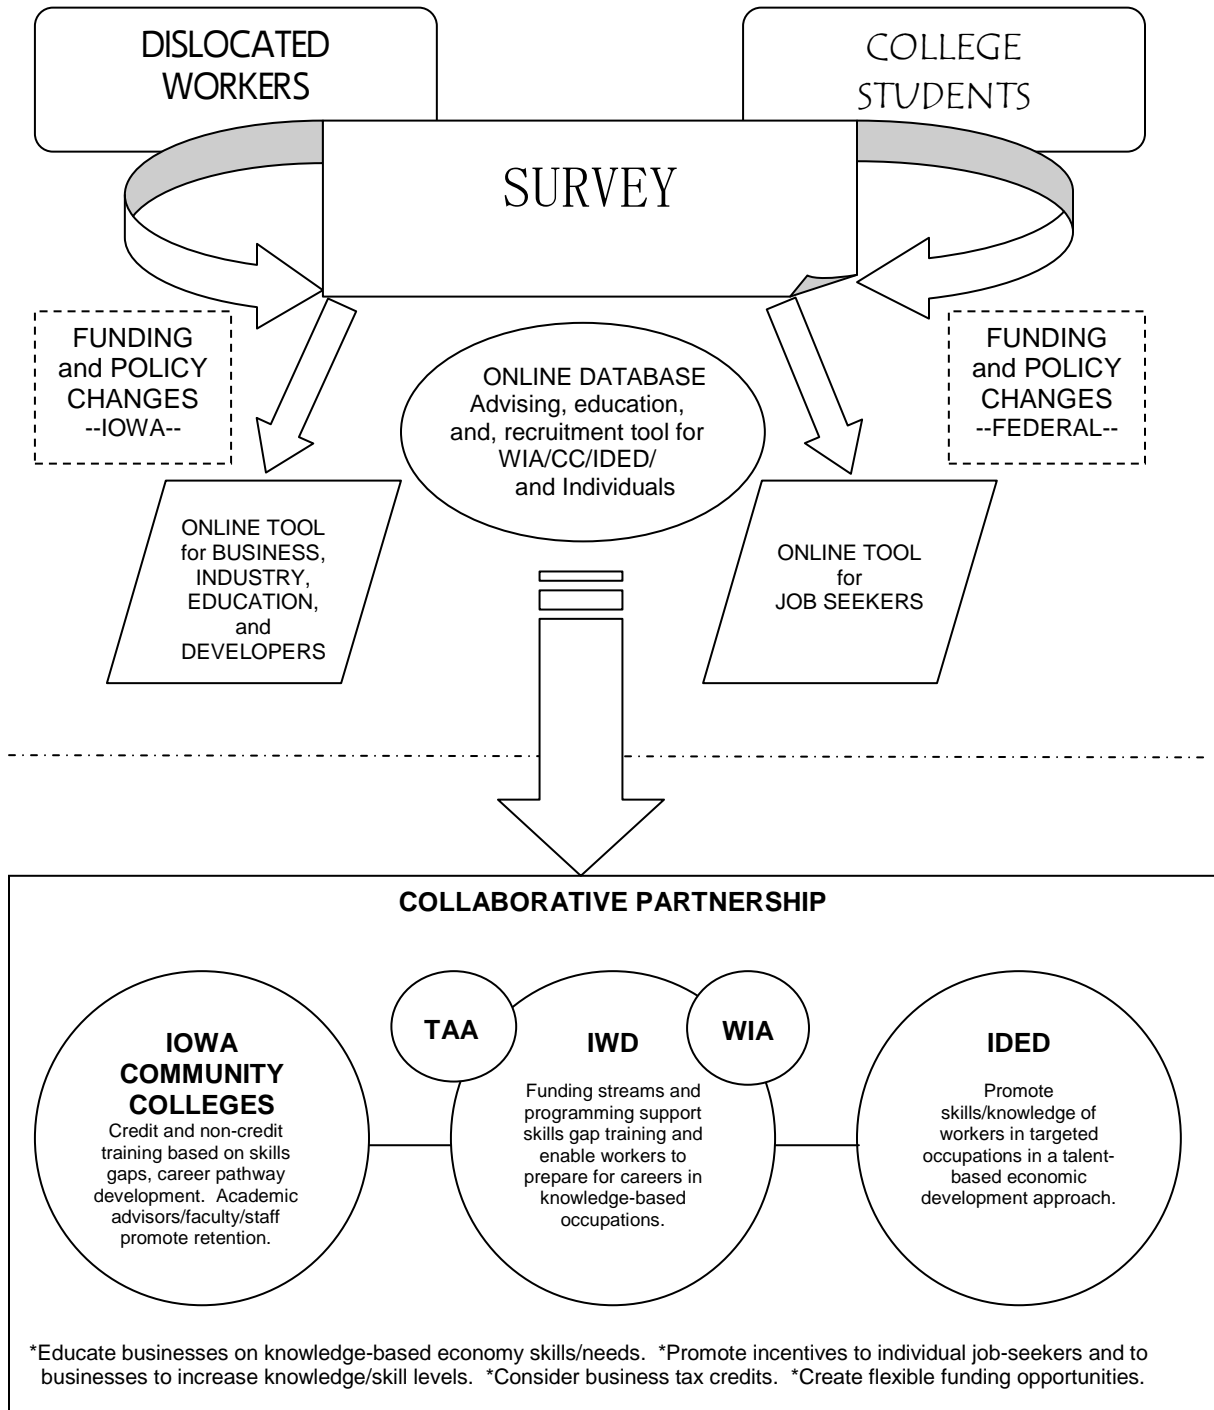 DISLOCATED
WORKERS
COLLEGE
STUDENTS
SURVEY
FUNDING
and POLICY
CHANGES
--IOWA--
ONLINE DATABASE
Advising, education,
and, recruitment tool for
WIA/CC/IDED/
and Individuals
FUNDING
and POLICY
CHANGES
--FEDERAL--
ONLINE TOOL
for BUSINESS,
INDUSTRY,
EDUCATION,
and
DEVELOPERS
ONLINE TOOL
for
JOB SEEKERS
COLLABORATIVE PARTNERSHIP
IOWA
COMMUNITY
COLLEGES
Credit and non-credit
training based on skills
gaps, career pathway
development. Academic
advisors/faculty/staff
promote retention.
TAA
IWD
WIA
Funding streams and
programming support
skills gap training and
enable workers to
prepare for careers in
knowledge-based
occupations.
IDED
Promote
skills/knowledge of
workers in targeted
occupations in a talent-
based economic
development approach.
*Educate businesses on knowledge-based economy skills/needs. *Promote incentives to individual job-seekers and to
businesses to increase knowledge/skill levels. *Consider business tax credits. *Create flexible funding opportunities.